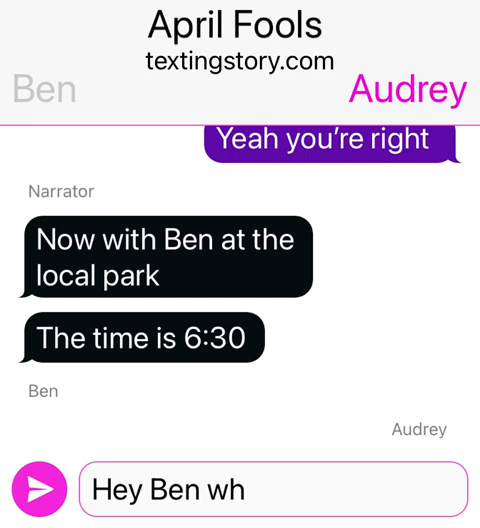 April Fools
textingstory.com
Ben Audrey
Yeah you’re right
Narrator
Now with Ben at the
local park
The time is 6:30
Ben
Audrey
Hey Ben wh